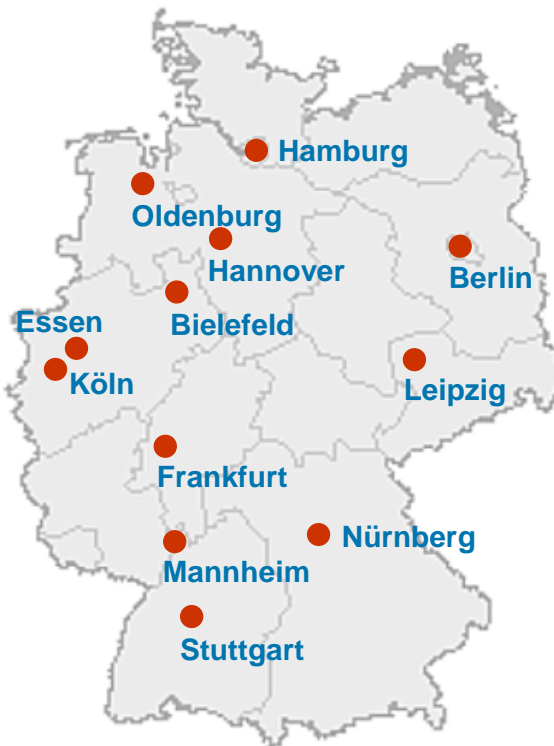 Hamburg
Oldenburg
Hannover
Berlin
Bielefeld
Essen
Köln
Leipzig
Frankfurt
Nürnberg
Mannheim
Stuttgart